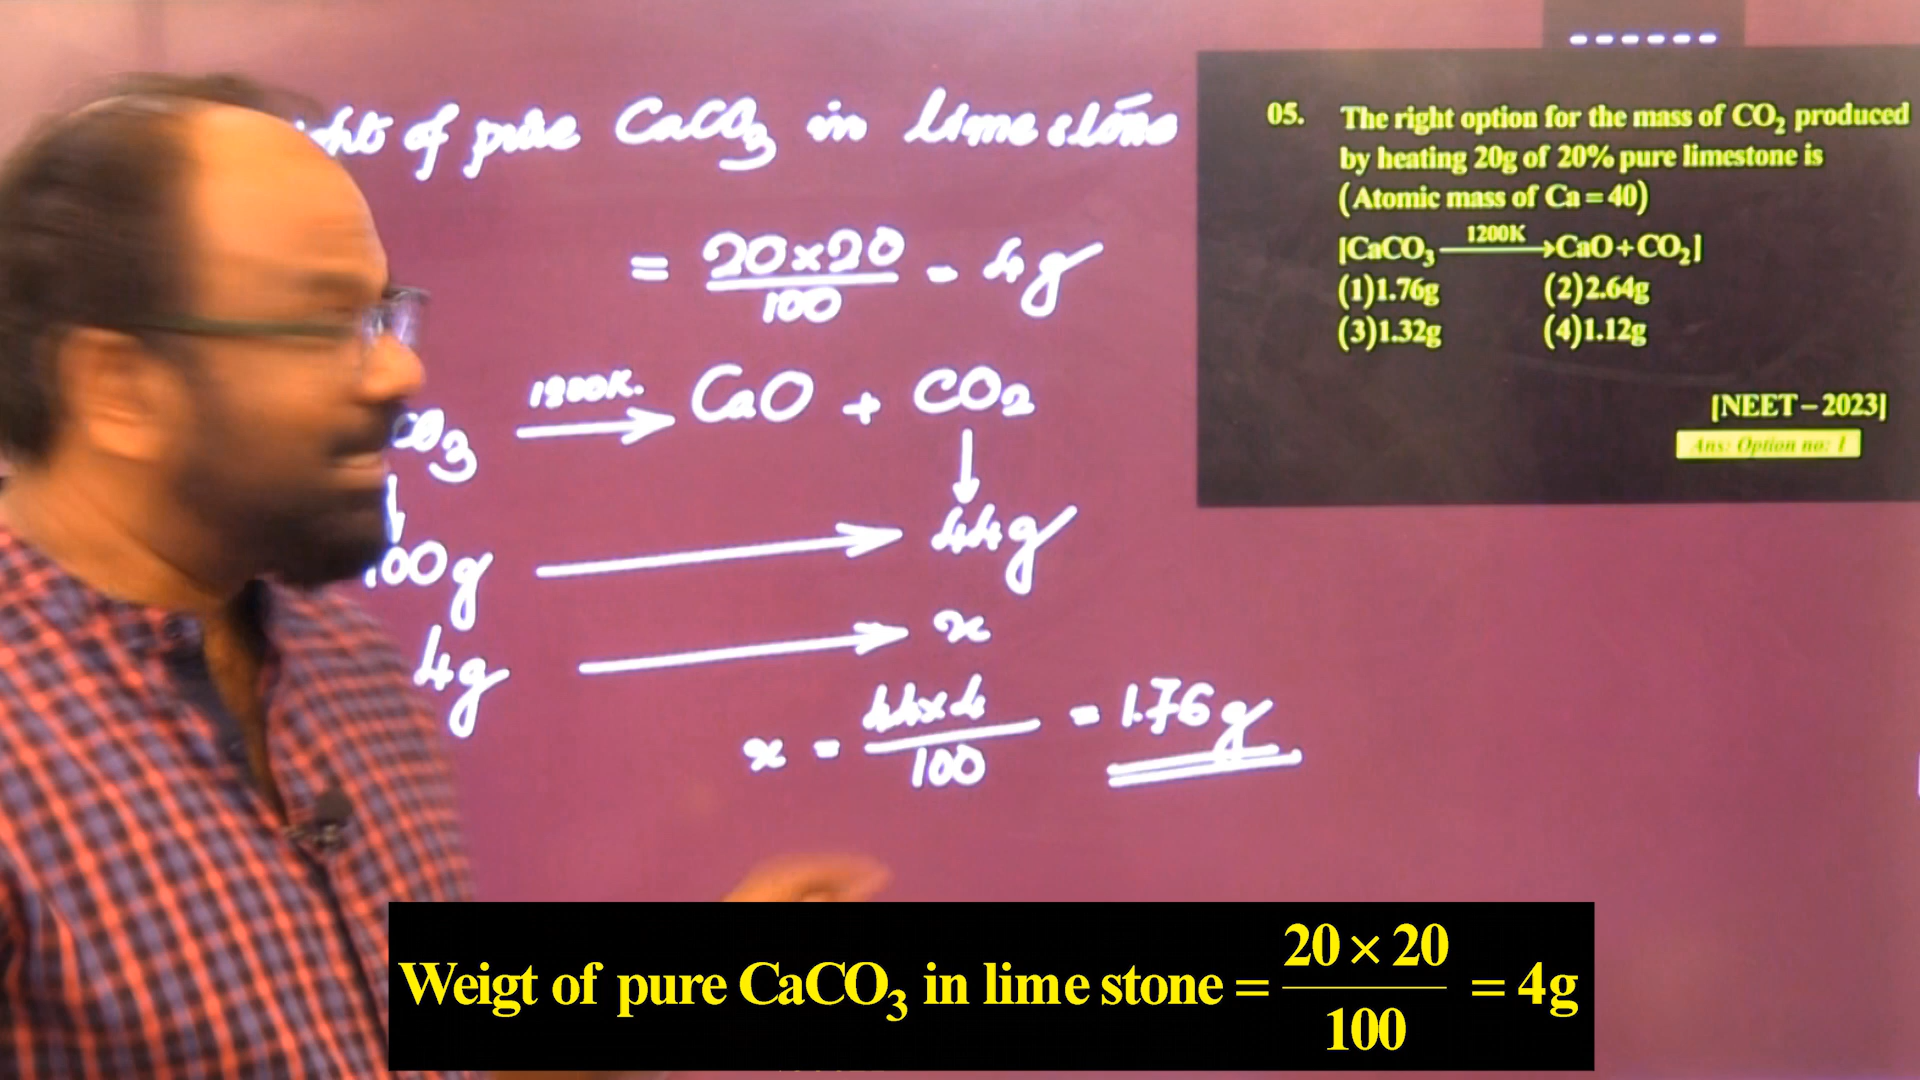 of pure CaCO3 in lime stone
= 20×20/100 = 4g
1200K.
CaO + CO2
44g
4g x
x = 44×4/100 = 1.76g
05. The right option for the mass of CO2 produced
by heating 20g of 20% pure limestone is
(Atomic mass of Ca = 40)
[CaCO3 1200K→ CaO+CO2]
(1)1.76g (2)2.64g
(3)1.32g (4)1.12g
[NEET – 2023]
Ans: Option no: 1
Weigt of pure CaCO3 in lime stone = 20 × 20/100 = 4g